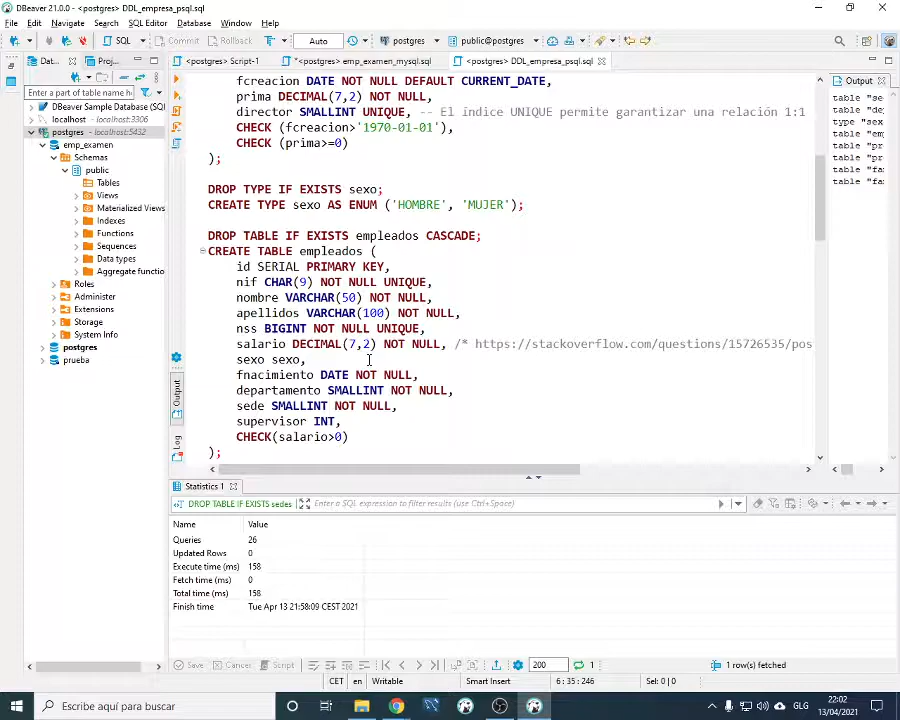 DBeaver 21.0.0 - <postgres> DDL_empresa_psql.sql
File Edit Navigate Search SQL Editor Database Window Help
SQL Commit Rollback Auto postgres public@postgres
Dat... Proj...
<postgres> Script-1 *<postgres> emp_examen_mysql.sql <postgres> DDL_empresa_psql.sql
Output
Enter a part of table name h
DBeaver Sample Database (SQL
localhost - localhost:3306
postgres - localhost:5432
emp_examen
Schemas
public
Tables
Views
Materialized Views
Indexes
Functions
Sequences
Data types
Aggregate functio
Roles
Administer
Extensions
Storage
System Info
postgres
prueba
fcreacion DATE NOT NULL DEFAULT CURRENT_DATE,
prima DECIMAL(7,2) NOT NULL,
director SMALLINT UNIQUE, -- El índice UNIQUE permite garantizar una relación 1:1
CHECK (fcreacion>'1970-01-01'),
CHECK (prima>=0)
);
DROP TYPE IF EXISTS sexo;
CREATE TYPE sexo AS ENUM ('HOMBRE', 'MUJER');
DROP TABLE IF EXISTS empleados CASCADE;
CREATE TABLE empleados (
id SERIAL PRIMARY KEY,
nif CHAR(9) NOT NULL UNIQUE,
nombre VARCHAR(50) NOT NULL,
apellidos VARCHAR(100) NOT NULL,
nss BIGINT NOT NULL UNIQUE,
salario DECIMAL(7,2) NOT NULL, /* https://stackoverflow.com/questions/15726535/pos
sexo sexo,
fnacimiento DATE NOT NULL,
departamento SMALLINT NOT NULL,
sede SMALLINT NOT NULL,
supervisor INT,
CHECK(salario>0)
);
table "se
table "de
type "sex
table "em
table "pr
table "pr
table "fa
table "fa
Output
Log
Statistics 1
DROP TABLE IF EXISTS sedes Enter a SQL expression to filter results (use Ctrl+Space)
Name Value
Queries 26
Updated Rows 0
Execute time (ms) 158
Fetch time (ms) 0
Total time (ms) 158
Finish time Tue Apr 13 21:58:09 CEST 2021
Save Cancel Script 200 1 1 row(s) fetched
CET en Writable Smart Insert 6 : 35 : 246 Sel: 0 | 0
Escribe aquí para buscar
GLG
22:02
13/04/2021